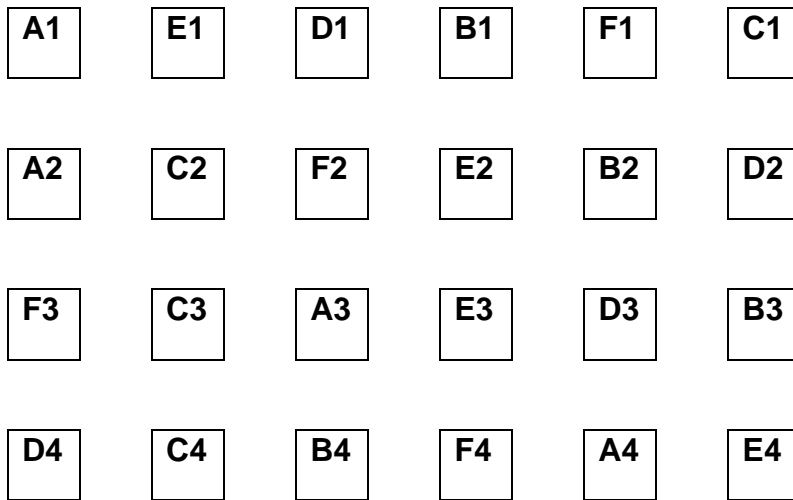 A1 E1 D1 B1 F1 C1
A2 C2 F2 E2 B2 D2
F3 C3 A3 E3 D3 B3
D4 C4 B4 F4 A4 E4